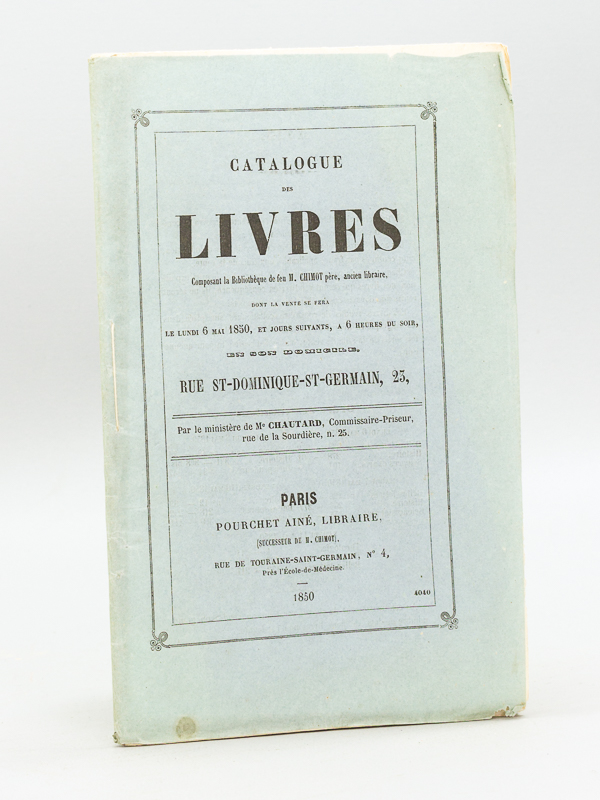 CATALOGUE
DES
LIVRES
Composant la Bibliothèque de feu M. CHIMOT père, ancien libraire,
DONT LA VENTE SE FERA
LE LUNDI 6 MAI 1850, ET JOURS SUIVANTS, A 6 HEURES DU SOIR,
EN SON DOMICILE,
RUE ST-DOMINIQUE-ST-GERMAIN, 25,
Par le ministère de Me CHAUTARD, Commissaire-Priseur,
rue de la Sourdière, n. 25.
PARIS
POURCHET AINÉ, LIBRAIRE,
(SUCCESSEUR DE M. CHIMOT),
RUE DE TOURAINE-SAINT-GERMAIN, No 4,
Près l'École-de-Médecine.
1850
4040